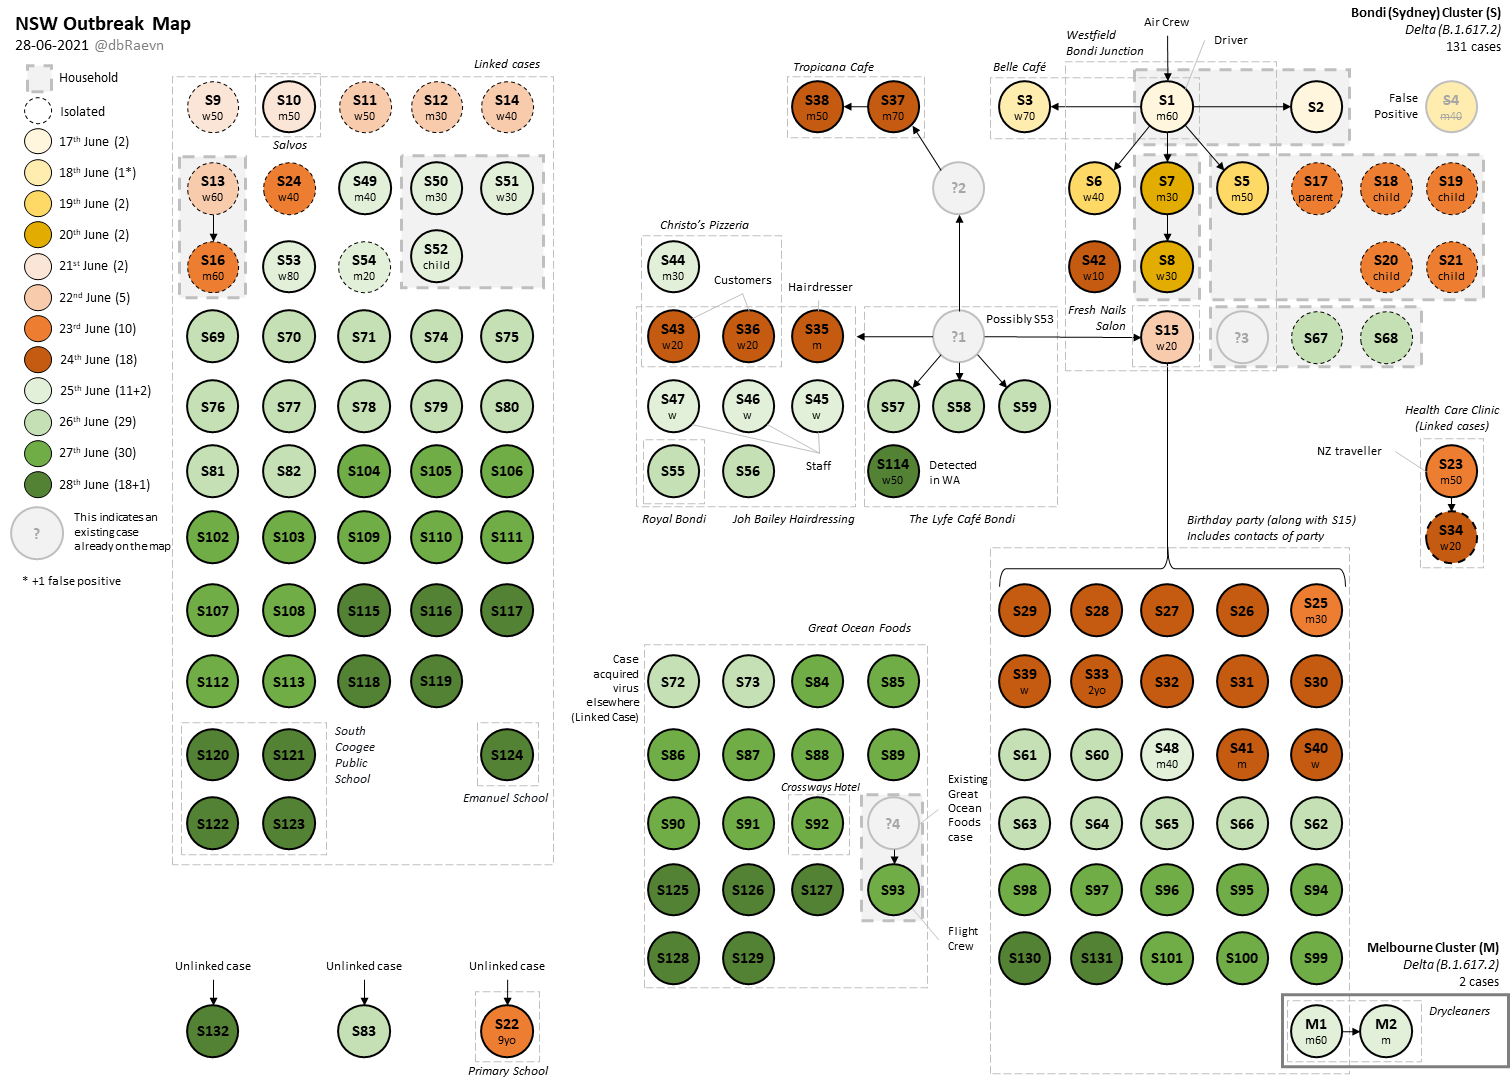 NSW Outbreak Map
28-06-2021 @dbRaevn
Household
Isolated
17th June (2)
18th June (1*)
19th June (2)
20th June (2)
21st June (2)
22nd June (5)
23rd June (10)
24th June (18)
25th June (11+2)
26th June (29)
27th June (30)
28th June (18+1)
?
This indicates an
existing case
already on the map
* +1 false positive
Linked cases
S9
w50
S10
m50
S11
w50
S12
m30
S14
w40
Salvos
S13
w60
S24
w40
S49
m40
S50
m30
S51
w30
S16
m60
S53
w80
S54
m20
S52
child
S69
S70
S71
S74
S75
S76
S77
S78
S79
S80
S81
S82
S104
S105
S106
S102
S103
S109
S110
S111
S107
S108
S115
S116
S117
S112
S113
S118
S119
S120
S121
South
Coogee
Public
School
S124
Emanuel School
S122
S123
Unlinked case
S132
Unlinked case
S83
Unlinked case
S22
9yo
Primary School
Tropicana Cafe
S38
m50
S37
m70
?2
Christo's Pizzeria
S44
m30
Customers
Hairdresser
S43
w20
S36
w20
S35
m
?1
Possibly S53
S47
w
S46
w
S45
w
Staff
S57
S58
S59
S55
S56
S114
w50
Detected
in WA
Royal Bondi
Joh Bailey Hairdressing
The Lyfe Café Bondi
Air Crew
Driver
Westfield
Bondi Junction
Belle Café
S3
w70
S1
m60
S2
S6
w40
S7
m30
S5
m50
S17
parent
S18
child
S19
child
S42
w10
S8
w30
S20
child
S21
child
Fresh Nails
Salon
S15
w20
?3
S67
S68
Bondi (Sydney) Cluster (S)
Delta (B.1.617.2)
131 cases
False
Positive
S4
m40
Health Care Clinic
(Linked cases)
NZ traveller
S23
m50
S34
w20
Birthday party (along with S15)
Includes contacts of party
S29
S28
S27
S26
S25
m30
S39
w
S33
2yo
S32
S31
S30
S61
S60
S48
m40
S41
m
S40
w
S63
S64
S65
S66
S62
S98
S97
S96
S95
S94
S130
S131
S101
S100
S99
Great Ocean Foods
Case
acquired
virus
elsewhere
(Linked Case)
S72
S73
S84
S85
S86
S87
S88
S89
Crossways Hotel
S90
S91
S92
?4
Existing
Great
Ocean
Foods
case
S125
S126
S127
S93
Flight
Crew
S128
S129
Melbourne Cluster (M)
Delta (B.1.617.2)
2 cases
M1
m60
M2
m
Drycleaners